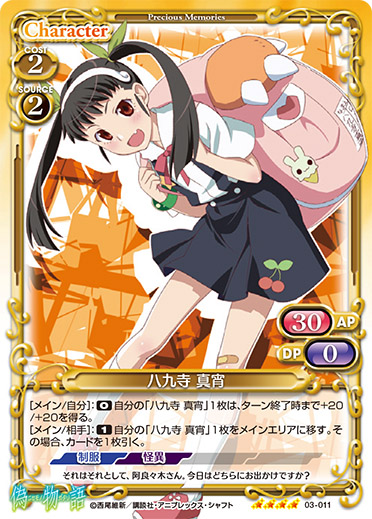 Precious Memories
Character
COST
2
SOURCE
2
30 AP
DP 0
八九寺 真宵
[メイン/自分]:0自分の「八九寺 真宵」1枚は、ターン終了時まで+20
/+20を得る。
[メイン/相手]:1自分の「八九寺 真宵」1枚をメインエリアに移す。そ
の場合、カードを1枚引く。
制服 怪異
それはそれとして、阿良々木さん、今日はどちらにお出かけですか?
偽物語
©西尾維新/講談社・アニプレックス・シャフト
★★★★ 03-011